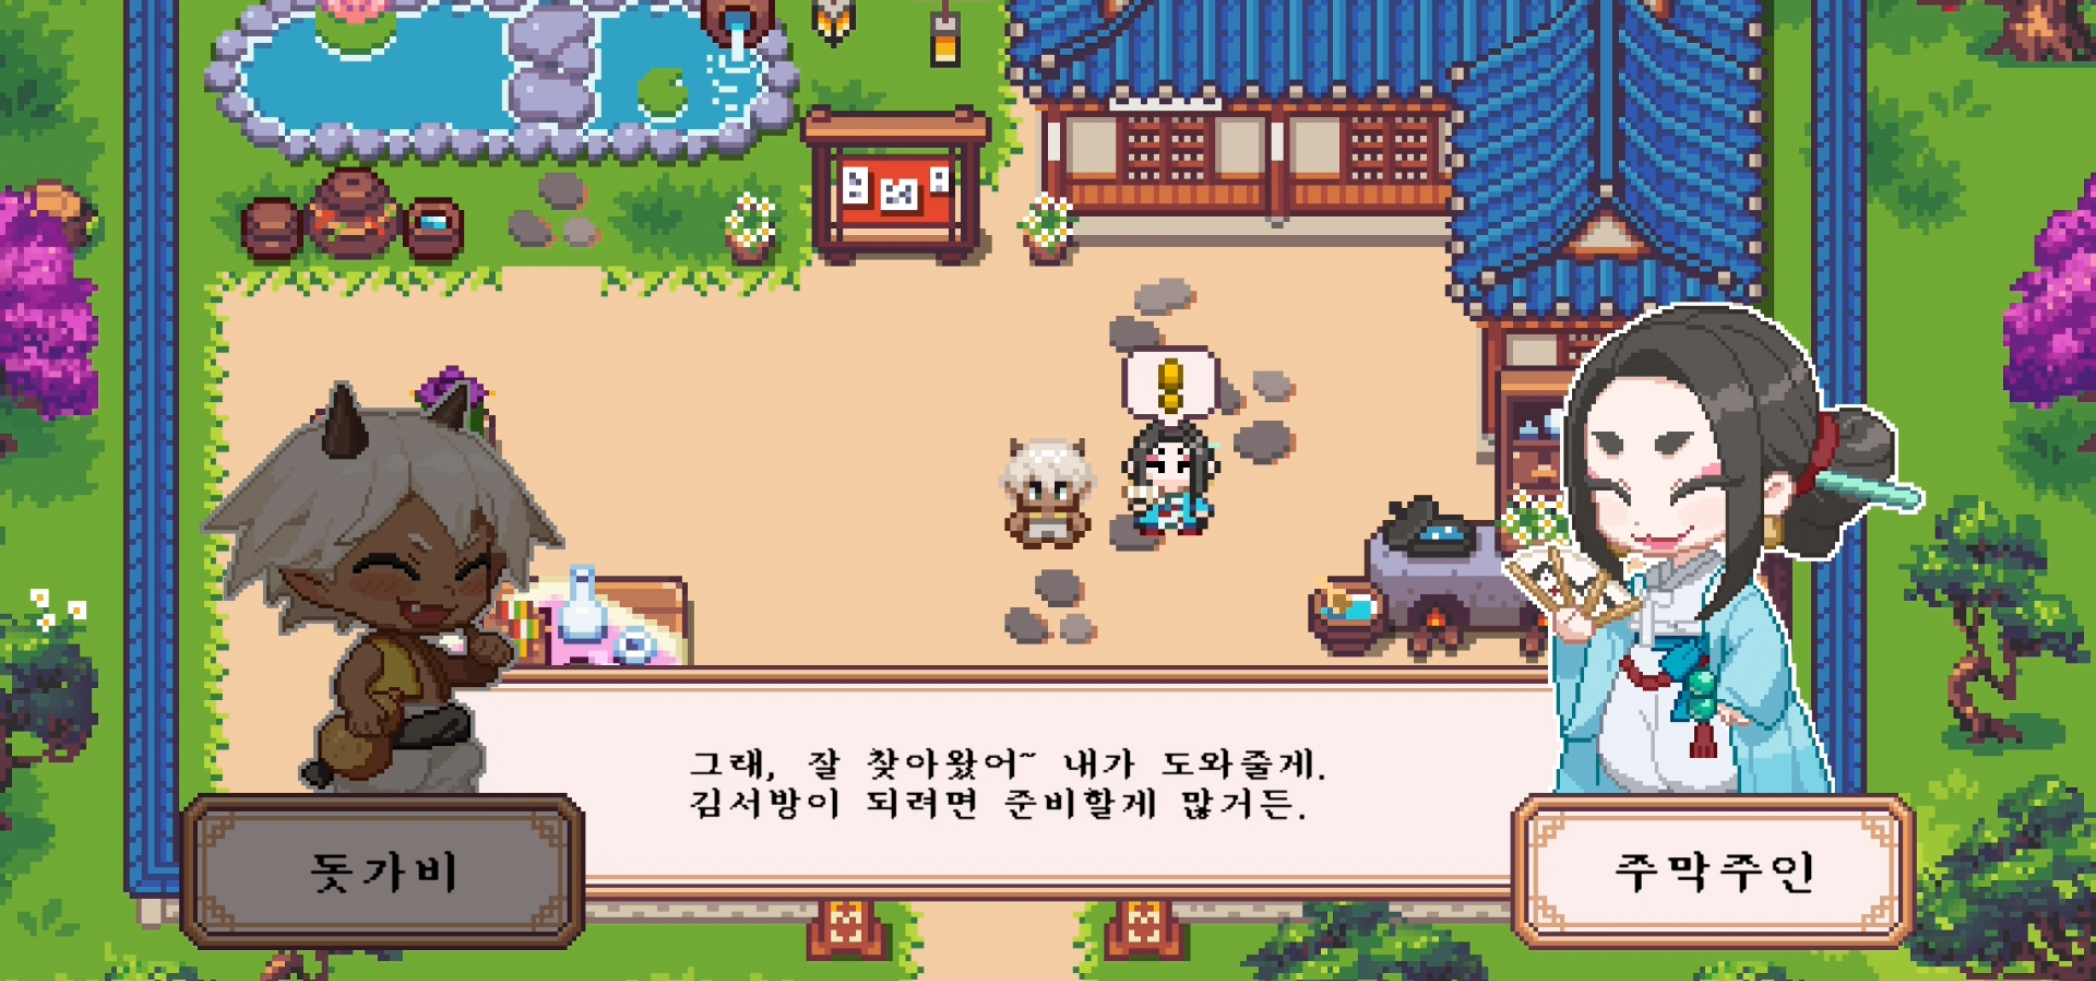 그래, 잘 찾아왔어~ 내가 도와줄게.
김서방이 되려면 준비할게 많거든.
돗가비
주막주인